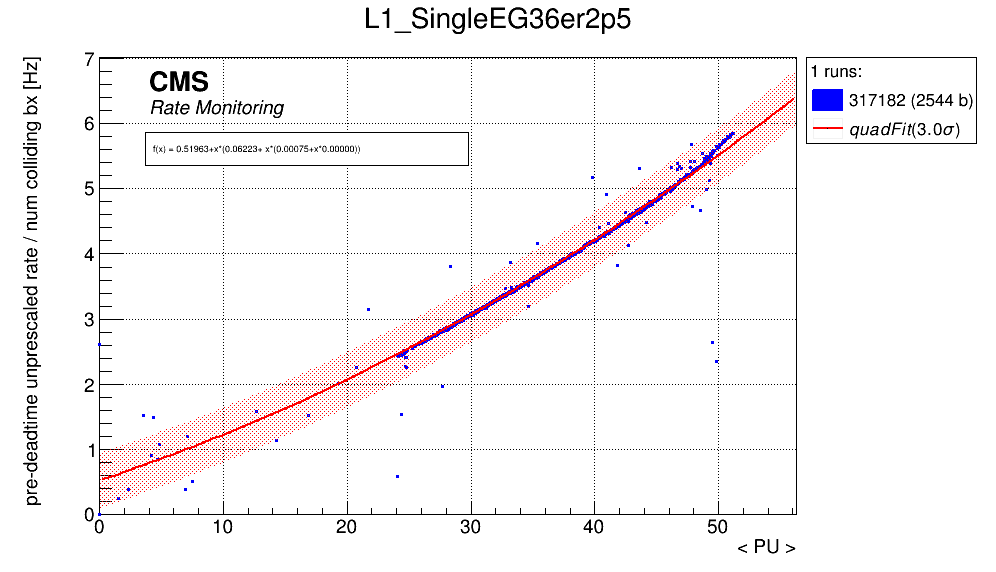 L1_SingleEG36er2p5
pre-deadtime unprescaled rate / num colliding bx [Hz]
7
6
5
4
3
2
1
0
CMS
Rate Monitoring
f(x) = 0.51963+x*(0.06223+ x*(0.00075+x*0.00000))
0 10 20 30 40 50
< PU >
1 runs:
317182 (2544 b)
quadFit(3.0σ)